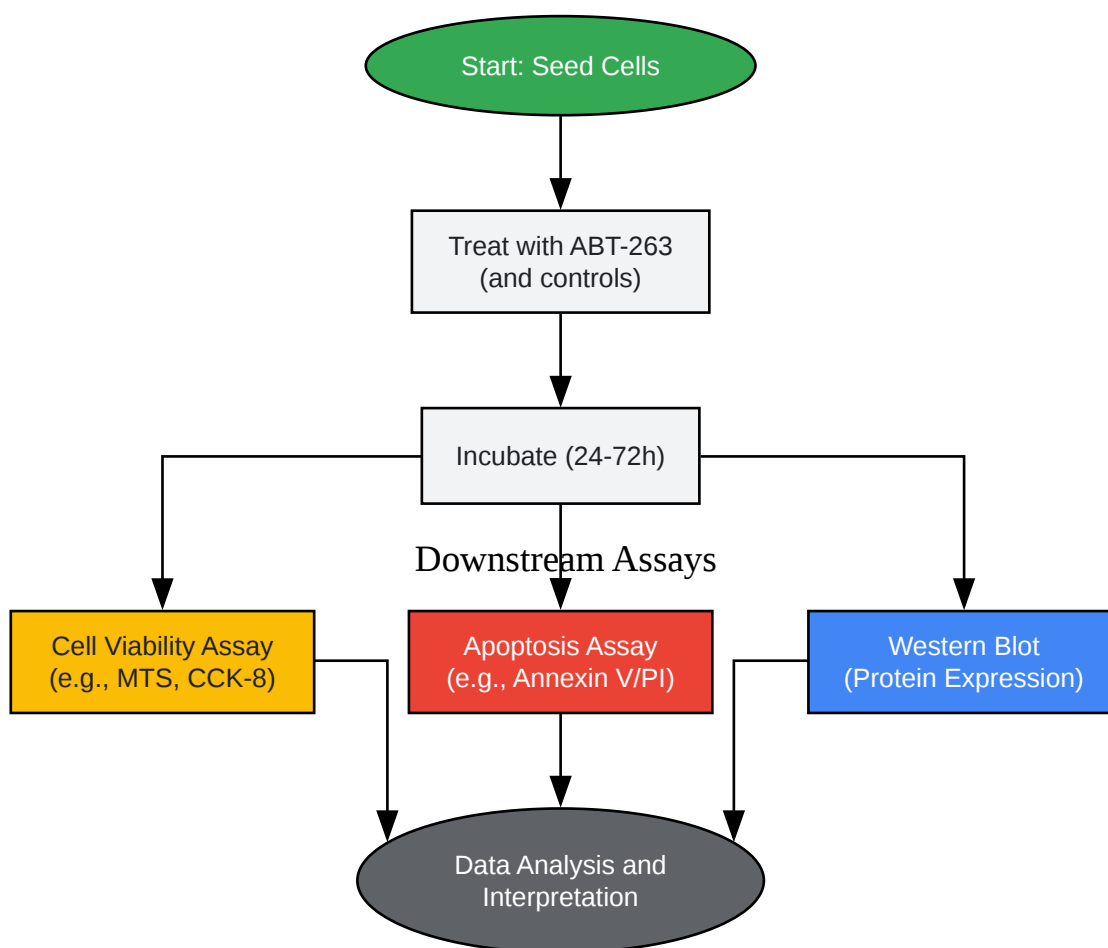 Start: Seed Cells
Treat with ABT-263
(and controls)
Incubate (24-72h)
Downstream Assays
Cell Viability Assay
(e.g., MTS, CCK-8)
Apoptosis Assay
(e.g., Annexin V/PI)
Western Blot
(Protein Expression)
Data Analysis and
Interpretation